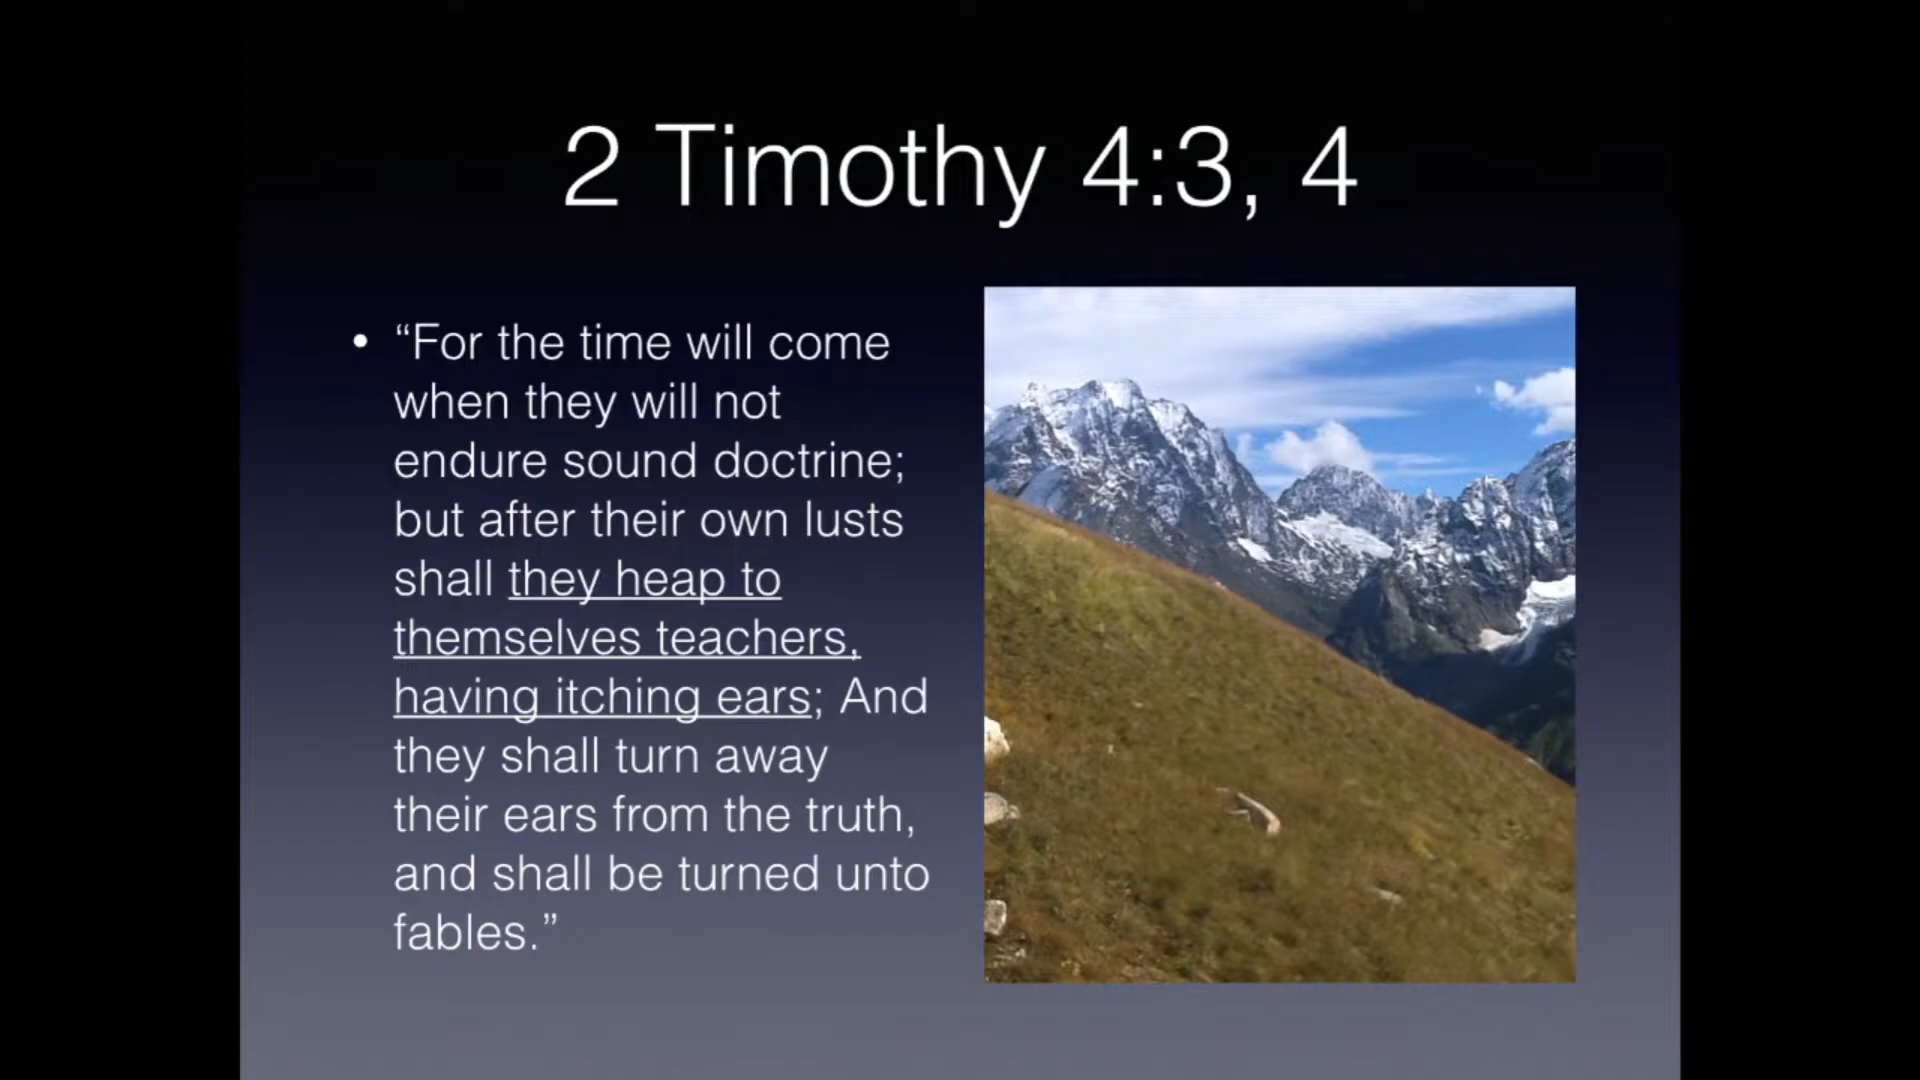 2 Timothy 4:3, 4
• “For the time will come
when they will not
endure sound doctrine;
but after their own lusts
shall they heap to
themselves teachers,
having itching ears; And
they shall turn away
their ears from the truth,
and shall be turned unto
fables.”